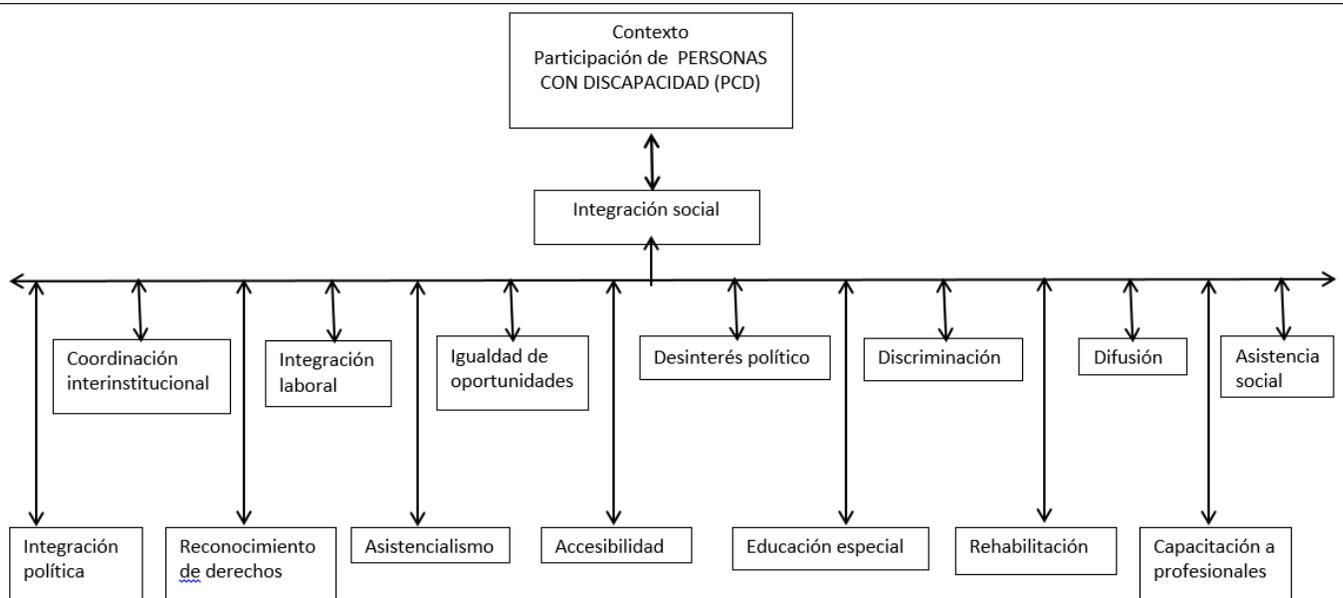 Contexto
Participación de PERSONAS
CON DISCAPACIDAD (PCD)
Integración social
Coordinación
interinstitucional
Integración
laboral
Igualdad de
oportunidades
Desinterés político
Discriminación
Difusión
Asistencia
social
Integración
política
Reconocimiento
de derechos
Asistencialismo
Accesibilidad
Educación especial
Rehabilitación
Capacitación a
profesionales